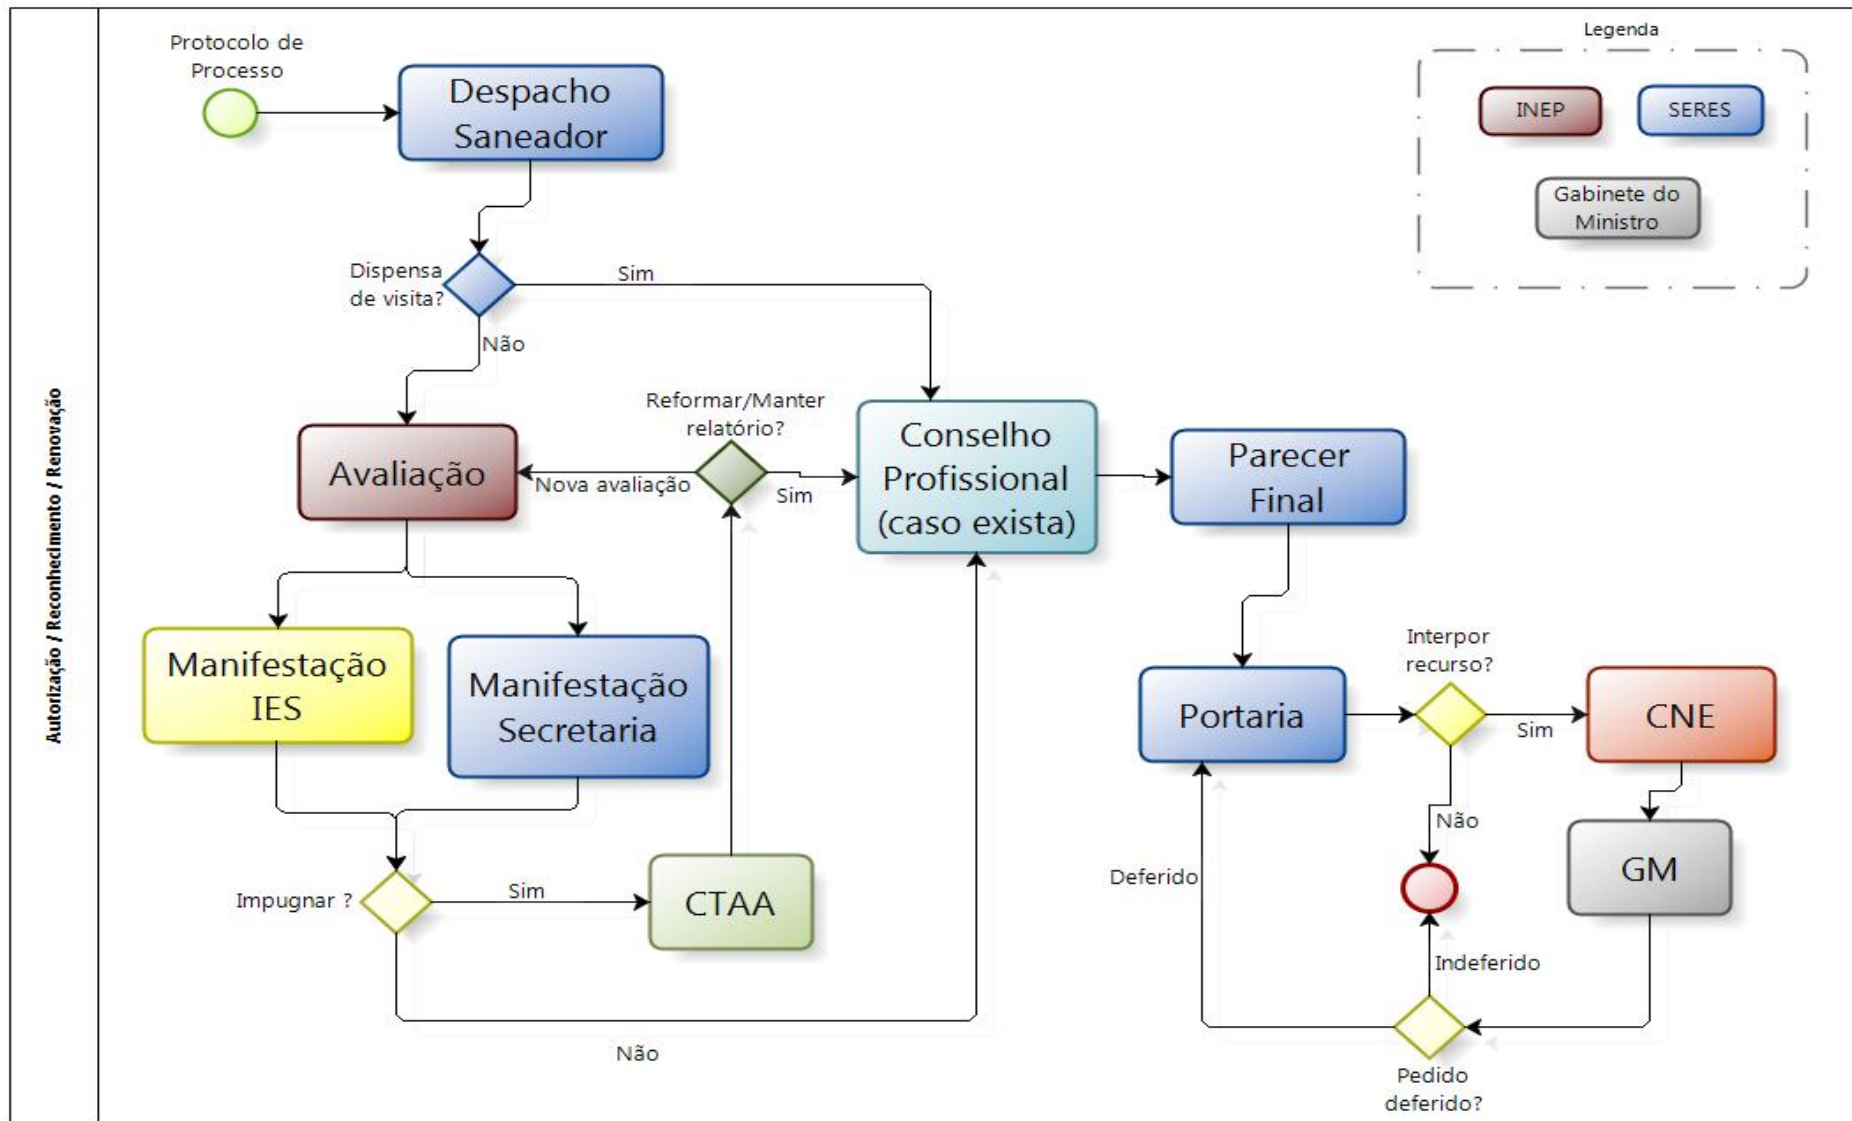 Autorização / Reconhecimento / Renovação
Protocolo de
Processo
Despacho
Saneador
Legenda
INEP
SERES
Gabinete do
Ministro
Dispensa
de visita?
Sim
Não
Reformar/Manter
relatório?
Avaliação
Nova avaliação
Sim
Conselho
Profissional
(caso exista)
Parecer
Final
Manifestação
IES
Manifestação
Secretaria
Interpor
recurso?
Portaria
Sim
CNE
Não
GM
Impugnar ?
Sim
CTAA
Deferido
Indeferido
Não
Pedido
deferido?